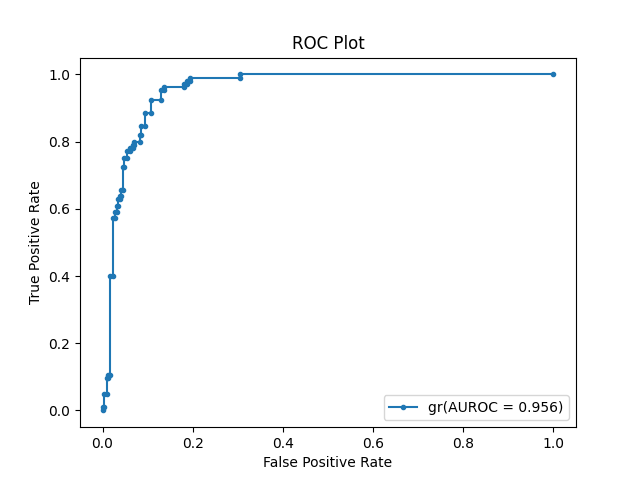 ROC Plot
True Positive Rate
1.0
0.8
0.6
0.4
0.2
0.0
gr(AUROC = 0.956)
0.0 0.2 0.4 0.6 0.8 1.0
False Positive Rate